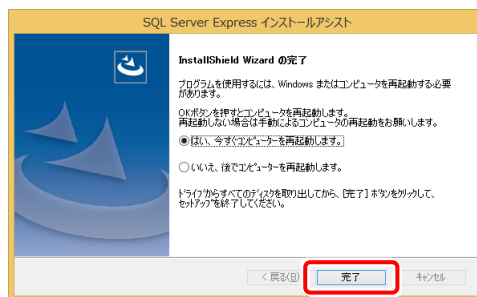 SQL Server Express インストールアシスト
InstallShield Wizard の完了
プログラムを使用するには、Windows またはコンピュータを再起動する必要
があります。
OKボタンを押すとコンピュータを再起動します。
再起動しない場合は手動によるコンピュータの再起動をお願いします。
はい、今すぐコンピューターを再起動します。
いいえ、後でコンピューターを再起動します。
ドライブからすべてのディスクを取り出してから、[完了] ボタンをクリックして、
セットアップを終了してください。
< 戻る(B)
完了
キャンセル